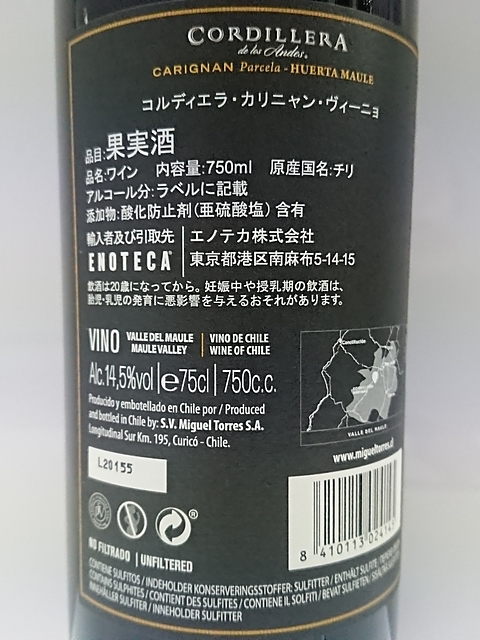 CORDILLERA
de los Andes®
CARIGNAN Parcela - HUERTA MAULE
コルディエラ・カリニャン・ヴィーニョ
品目:果実酒
品名:ワイン 内容量:750ml 原産国名:チリ
アルコール分:ラベルに記載
添加物:酸化防止剤(亜硫酸塩)含有
輸入者及び引取先 エノテカ株式会社
ENOTECA 東京都港区南麻布5-14-15
飲酒は20歳になってから。妊娠中や授乳期の飲酒は、
胎児・乳児の発育に悪影響を与えるおそれがあります。
VINO VALLE DEL MAULE VINO DE CHILE
MAULE VALLEY WINE OF CHILE
Alc.14,5%vol e75cl 750c.c.
Producido y embotellado en Chile por / Produced
and bottled in Chile by: S.V. Miguel Torres S.A.
Longitudinal Sur Km. 195, Curicó - Chile.
Constitución
VALLE DEL MAULE
www.migueltorres.cl
L20155
NO FILTRADO | UNFILTERED
8 410113 02414
CONTIENE SULFITOS / INDEHOLDER KONSERVERINGSSTOFFER: SULFITTER / ENTHÄLT SULFITE /
CONTAINS SULPHITES / CONTIENT DES SULFITES / CONTIENE IL SOLFITI / BEVAT SULFIETEN /
INNEHÅLLER SULFITER / INNEHOLDER SULFITTER